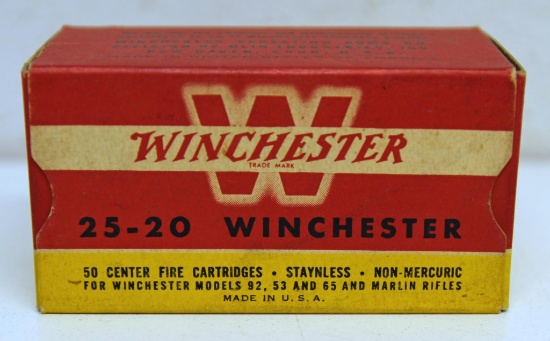 W
WINCHESTER
TRADE MARK
25-20 WINCHESTER
50 CENTER FIRE CARTRIDGES • STAYNLESS • NON-MERCURIC
FOR WINCHESTER MODELS 92, 53 AND 65 AND MARLIN RIFLES
MADE IN U.S.A.